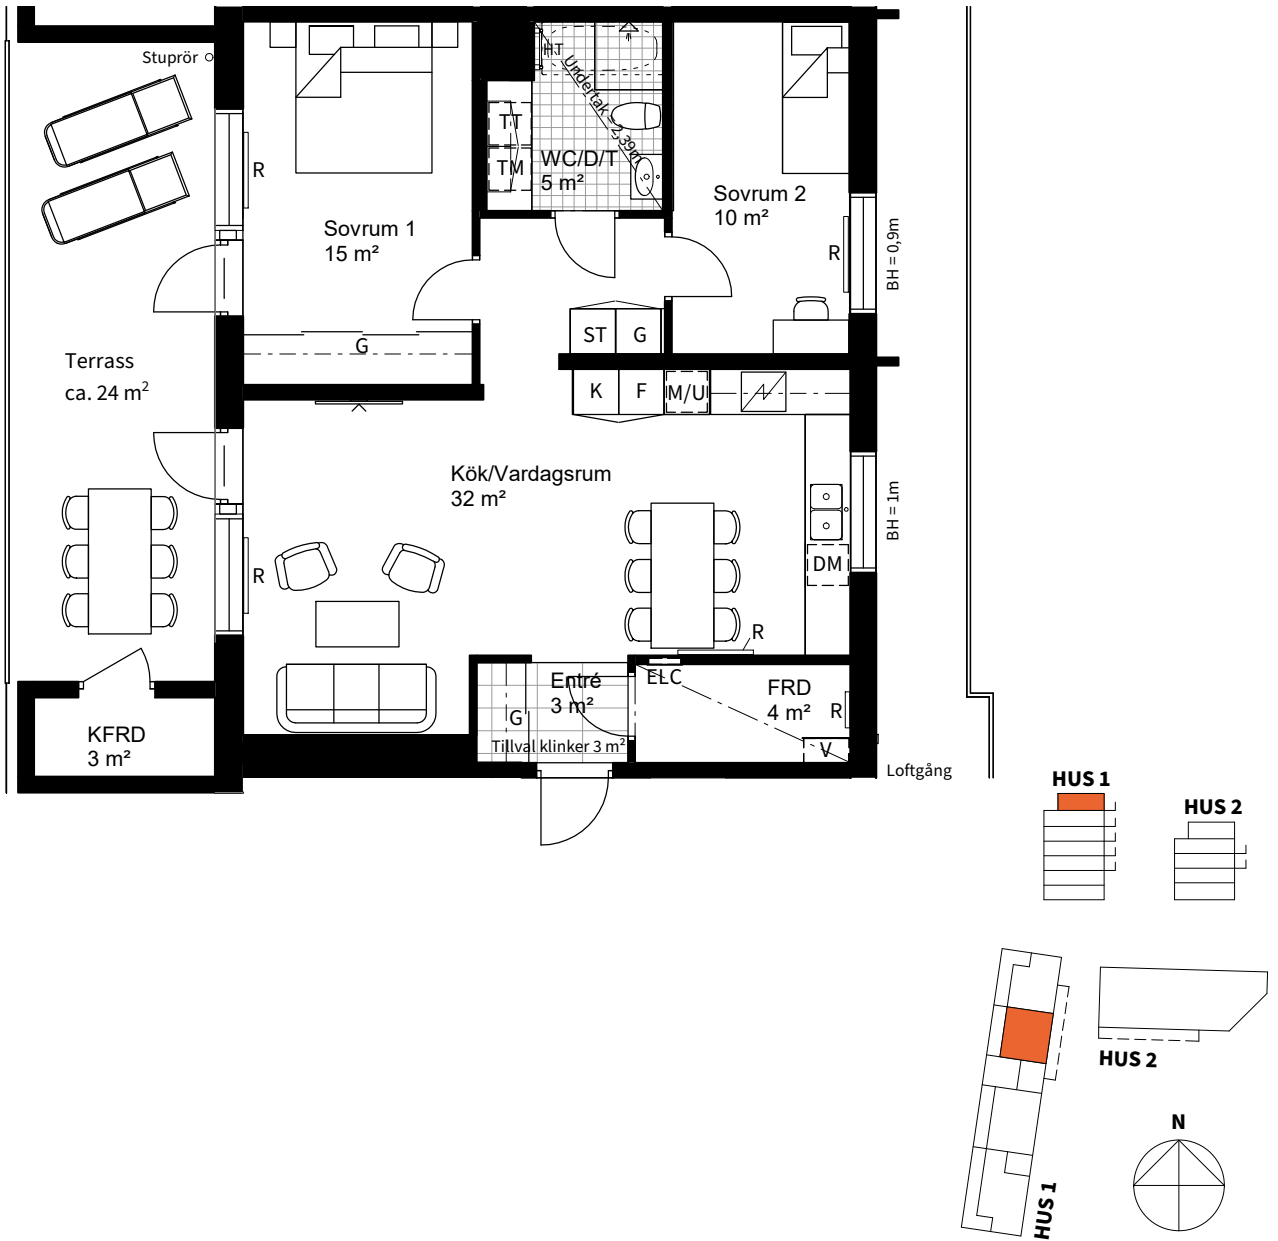 Stuprör
HT
Undertak = 2,39m
TT
TM
WC/D/T
5 m²
R
Sovrum 1
15 m²
Sovrum 2
10 m²
R
BH = 0,9m
ST
G
G
Terrass
ca. 24 m²
K
F
M/U
Kök/Vardagsrum
32 m²
BH = 1m
DM
R
R
ELC
Entré
3 m²
G
FRD
4 m²
R
V
Tillval klinker 3 m²
KFRD
3 m²
Loftgång
HUS 1
HUS 2
HUS 2
HUS 1
N